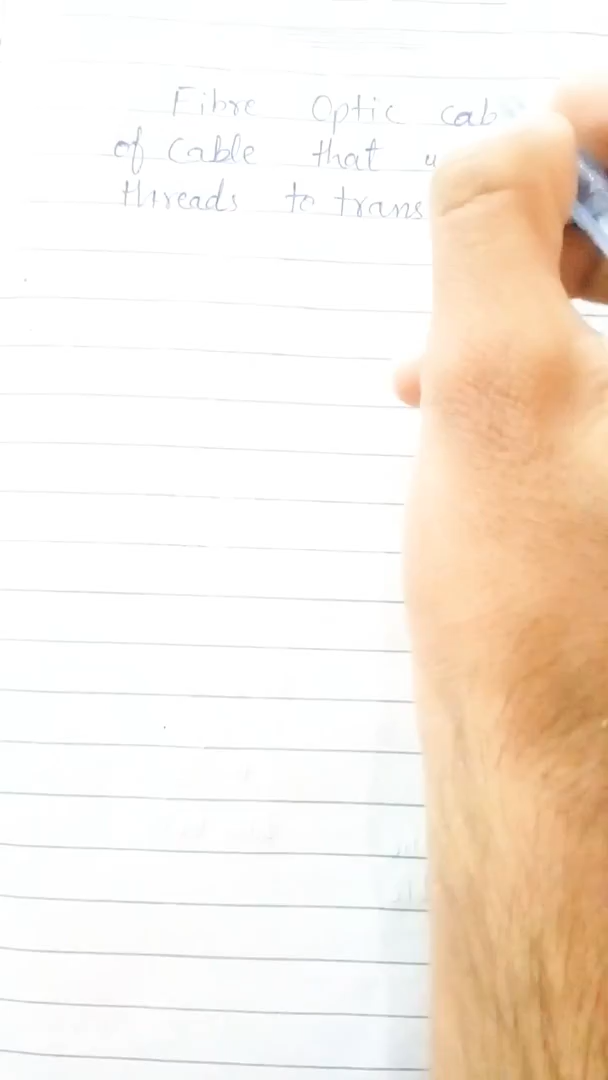 Fibre Optic cab
of Cable that u
threads to trans